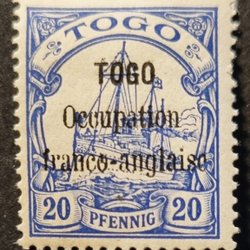 TOGO
TOGO
Occupation
franco-anglaise
20 PFENNIG 20